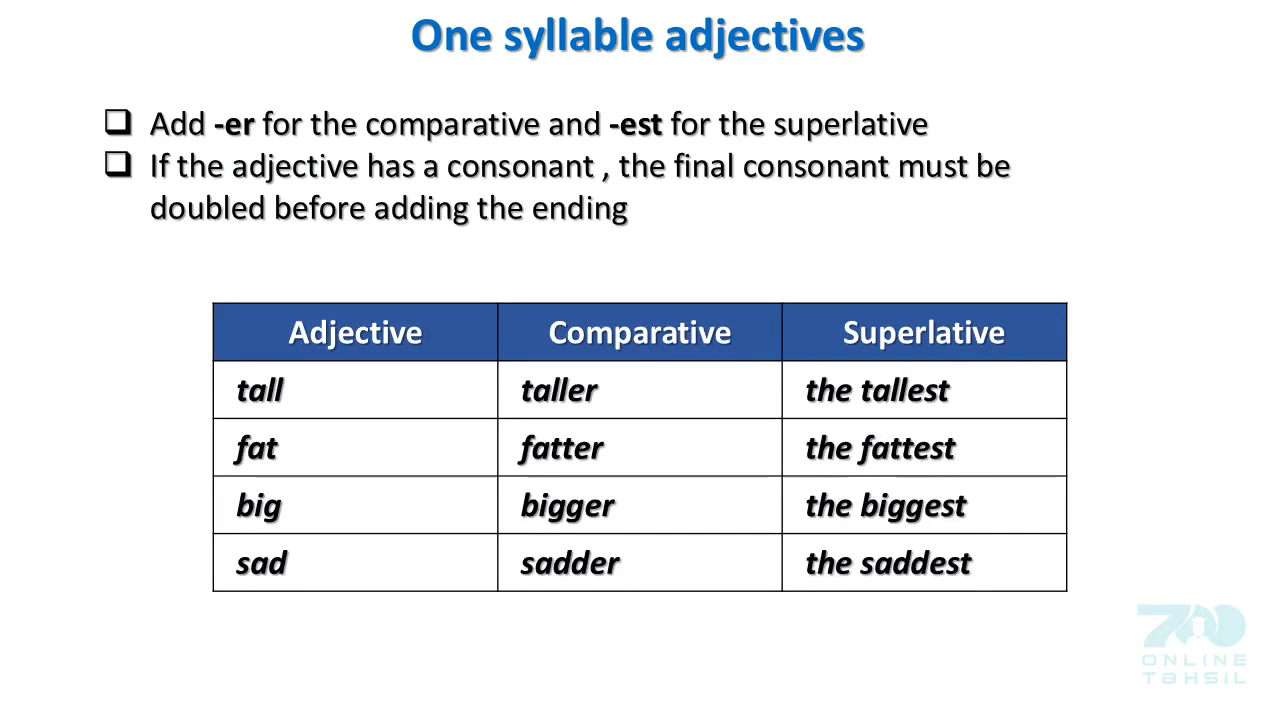 One syllable adjectives
Add -er for the comparative and -est for the superlative
If the adjective has a consonant , the final consonant must be
doubled before adding the ending
Adjective Comparative Superlative
tall taller the tallest
fat fatter the fattest
big bigger the biggest
sad sadder the saddest
700
ONLINE
TəHSIL